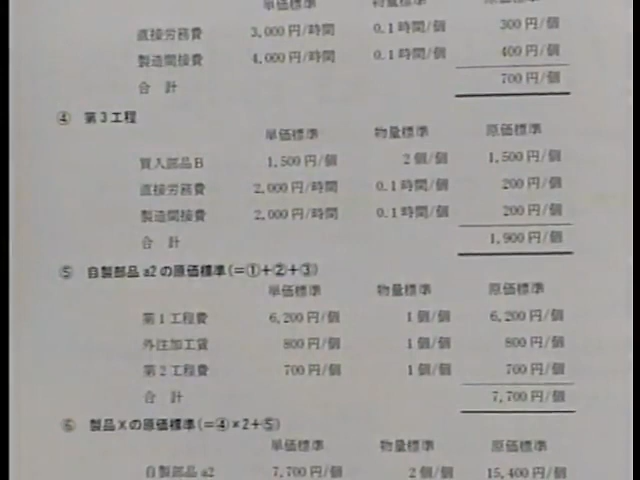 単価標準 物量標準 原価標準
直接労務費 3,000円/時間 0.1時間/個 300円/個
製造間接費 4,000円/時間 0.1時間/個 400円/個
合 計 700円/個
④ 第3工程
単価標準 物量標準 原価標準
買入部品B 1,500円/個 2個/個 1,500円/個
直接労務費 2,000円/時間 0.1時間/個 200円/個
製造間接費 2,000円/時間 0.1時間/個 200円/個
合 計 1,900円/個
⑤ 自製部品a2の原価標準(=①+②+③)
単価標準 物量標準 原価標準
第1工程費 6,200円/個 1個/個 6,200円/個
外注加工賃 800円/個 1個/個 800円/個
第2工程費 700円/個 1個/個 700円/個
合 計 7,700円/個
⑥ 製品Xの原価標準(=④×2+⑤)
単価標準 物量標準 原価標準
自製部品a2 7,700円/個 2個/個 15,400円/個